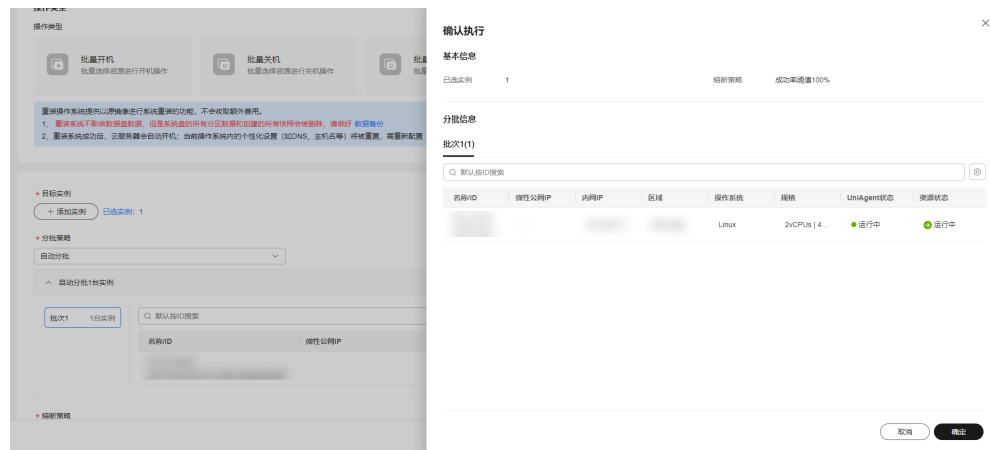 操作类型
操作类型
批量开机
批量选择资源进行开机操作
批量关机
批量选择资源进行关机操作
重装操作系统提供以源镜像进行系统重装的功能，不会收取额外费用。
1、重装系统不影响数据盘数据，但是系统盘的所有分区数据和创建的所有快照会被删除，请做好 数据备份
2、重装系统成功后，云服务器会自动开机；当前操作系统内的个性化设置（如DNS、主机名等）将被重置，需重新配置
* 目标实例
+ 添加实例 已选实例：1
* 分批策略
自动分批
自动分批1台实例
批次1 1台实例
默认按ID搜索
名称/ID 弹性公网IP
* 熔断策略
确认执行
基本信息
已选实例 1 熔断策略 成功率阈值100%
分批信息
批次1(1)
默认按ID搜索
名称/ID 弹性公网IP 内网IP 区域 操作系统 规格 UniAgent状态 资源状态
Linux 2vCPUs | 4... 运行中 运行中
取消 确定